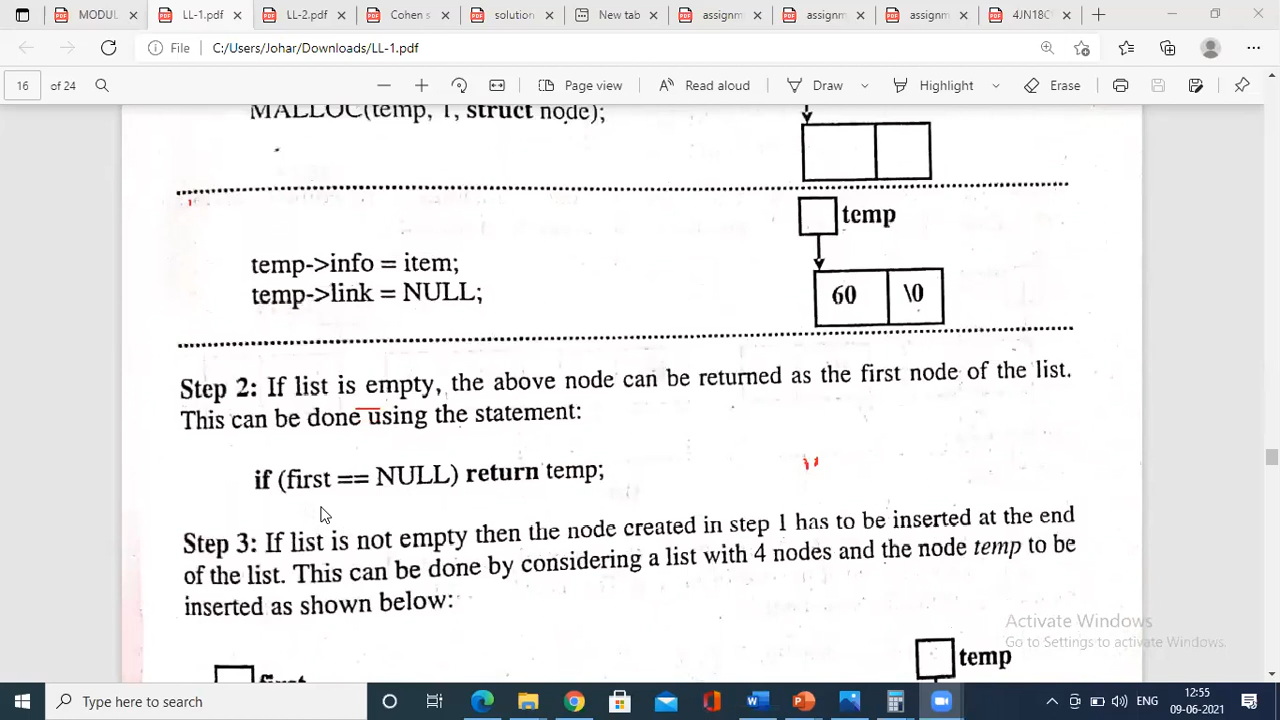 MODUL
LL-1.pdf
LL-2.pdf
Cohen s
solution
New tab
assignm
assignm
assignm
4JN18C
File
C:/Users/Johar/Downloads/LL-1.pdf
16 of 24
Page view
Read aloud
Draw
Highlight
Erase
MALLOC(temp, 1, struct node);
temp
temp->info = item;
temp->link = NULL;
60 \0
Step 2: If list is empty, the above node can be returned as the first node of the list.
This can be done using the statement:
if (first == NULL) return temp;
Step 3: If list is not empty then the node created in step 1 has to be inserted at the end
of the list. This can be done by considering a list with 4 nodes and the node temp to be
inserted as shown below:
Activate Windows
Go to Settings to activate Windows.
first
temp
Type here to search
ENG
12:55
09-06-2021